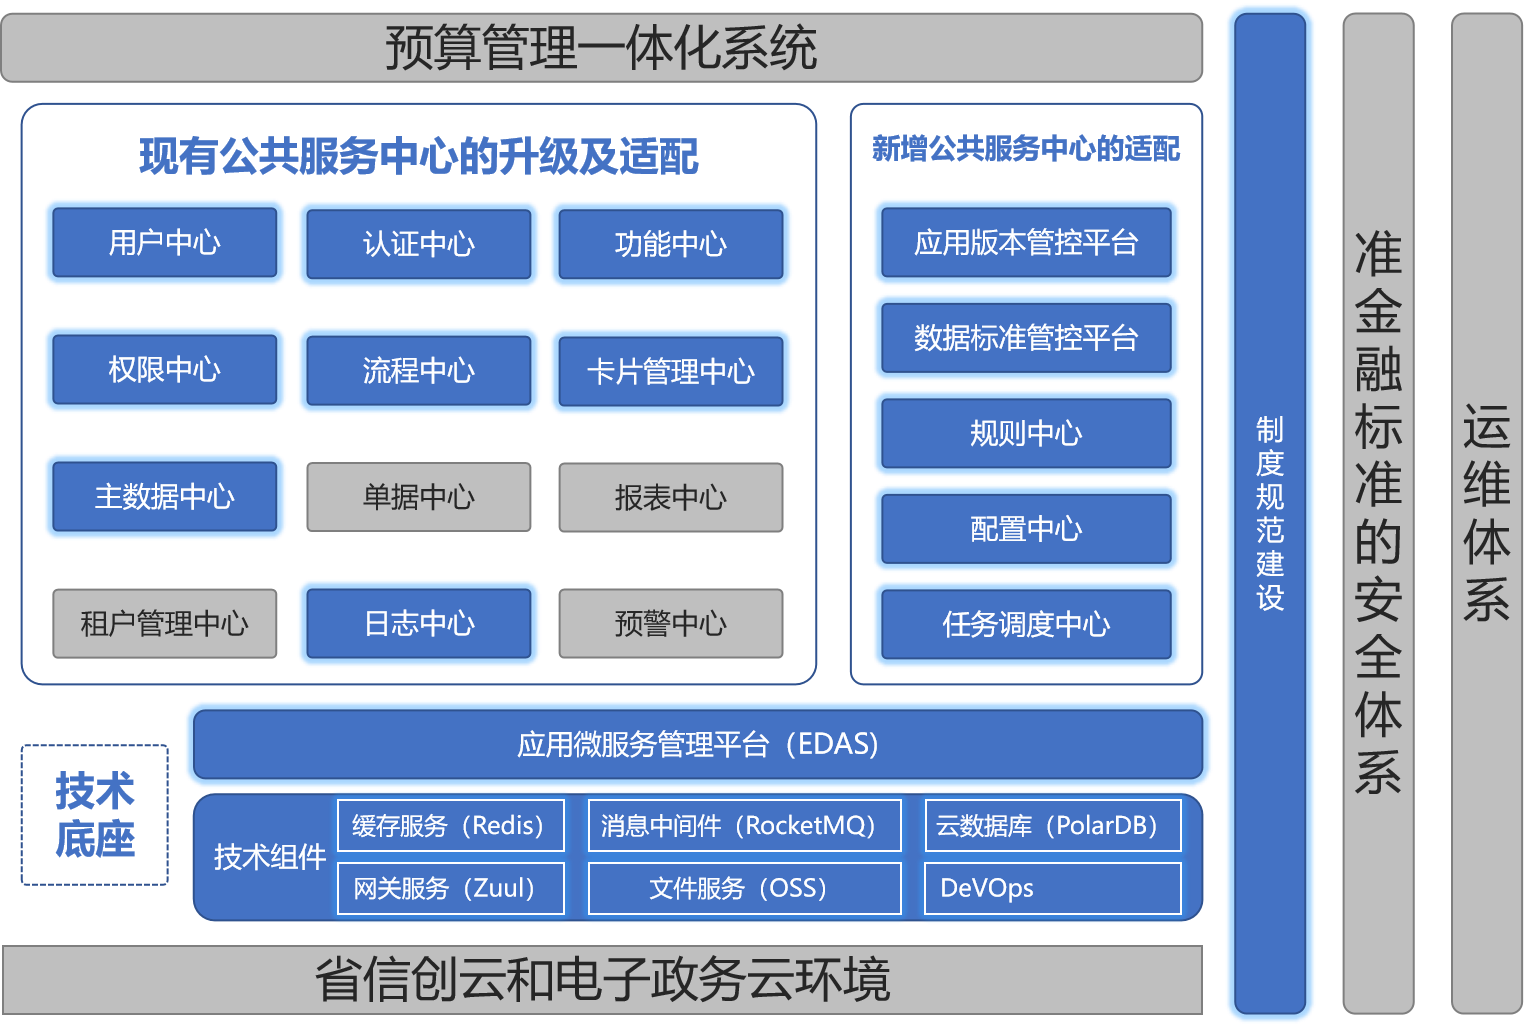 预算管理一体化系统
现有公共服务中心的升级及适配
用户中心
认证中心
功能中心
权限中心
流程中心
卡片管理中心
主数据中心
单据中心
报表中心
租户管理中心
日志中心
预警中心
新增公共服务中心的适配
应用版本管控平台
数据标准管控平台
规则中心
配置中心
任务调度中心
技术
底座
应用微服务管理平台（EDAS）
技术组件
缓存服务（Redis）
消息中间件（RocketMQ）
云数据库（PolarDB）
网关服务（Zuul）
文件服务（OSS）
DeVOps
省信创云和电子政务云环境
制度规范建设
准金融标准的安全体系
运维体系